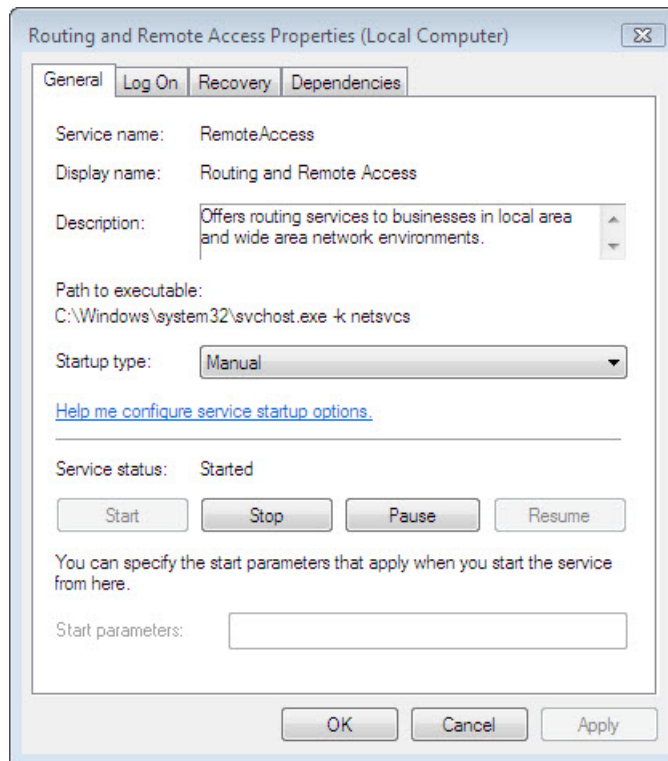 Routing and Remote Access Properties (Local Computer)
General Log On Recovery Dependencies
Service name: RemoteAccess
Display name: Routing and Remote Access
Description: Offers routing services to businesses in local area
and wide area network environments.
Path to executable:
C:\Windows\system32\svchost.exe -k netsvcs
Startup type: Manual
Help me configure service startup options.
Service status: Started
Start Stop Pause Resume
You can specify the start parameters that apply when you start the service
from here.
Start parameters:
OK Cancel Apply